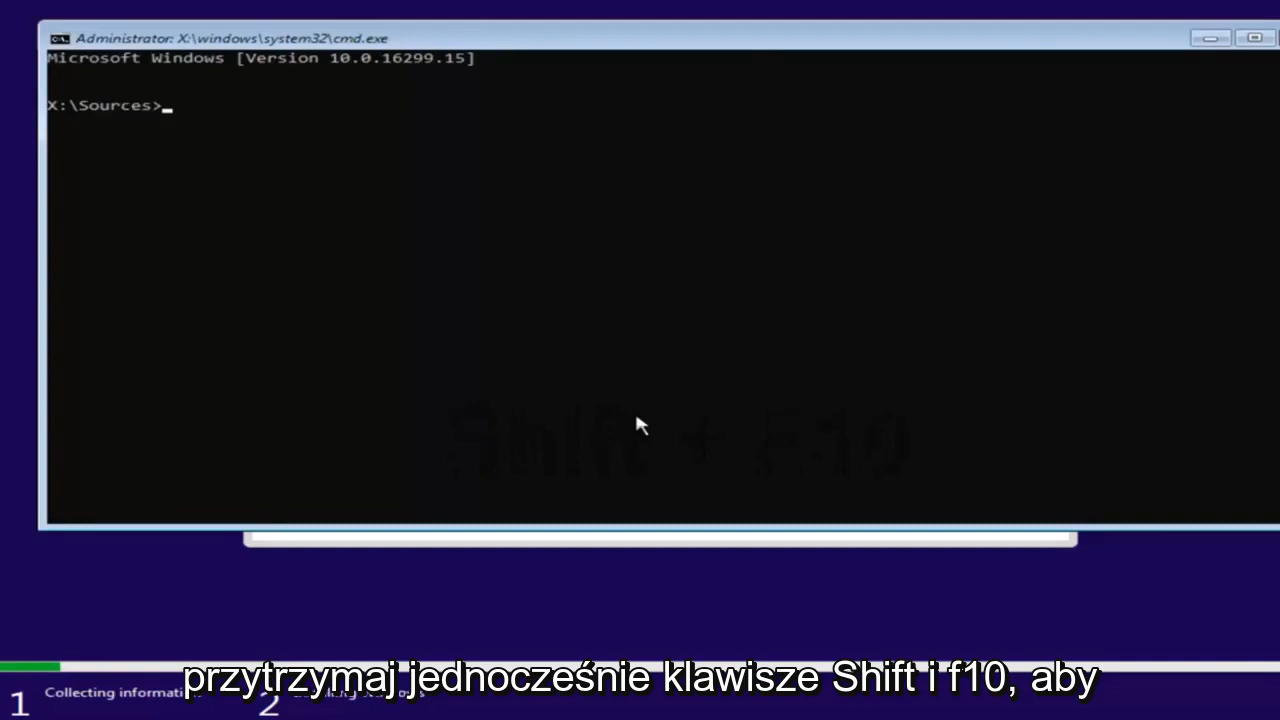 Administrator: X:\windows\system32\cmd.exe
Microsoft Windows [Version 10.0.16299.15]
X:\Sources>
Shift + F10
przytrzymaj jednocześnie klawisze Shift i f10, aby
1 Collecting information 2